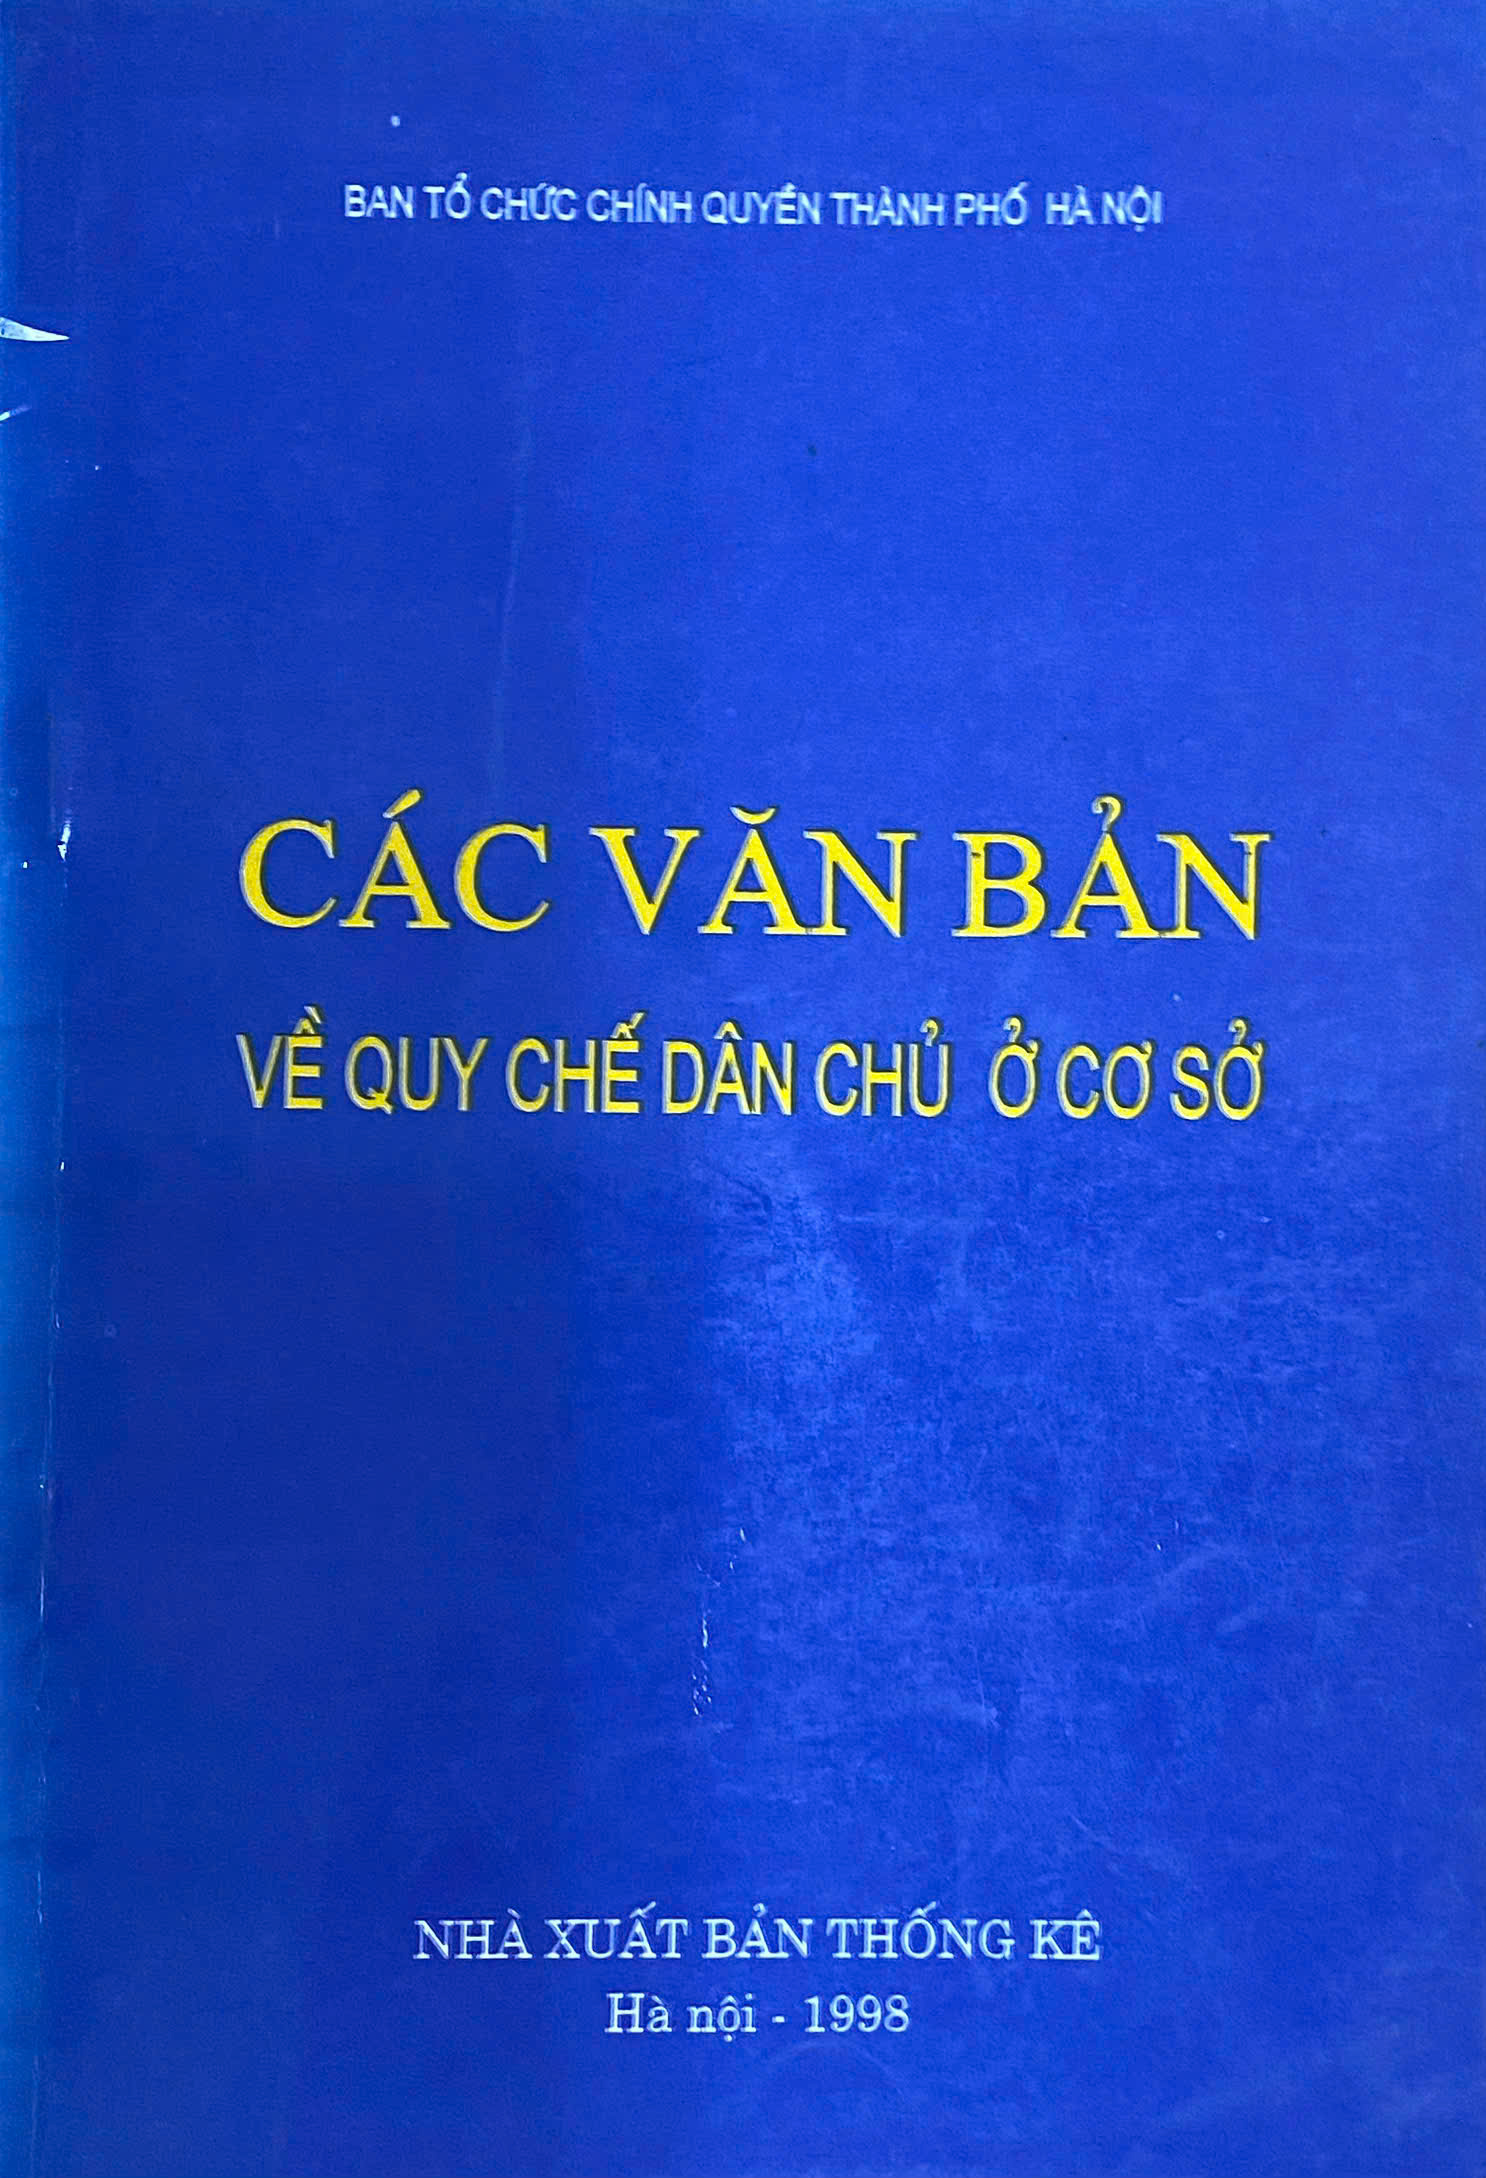 BAN TỔ CHỨC CHÍNH QUYỀN THÀNH PHỐ HÀ NỘI
CÁC VĂN BẢN
VỀ QUY CHẾ DÂN CHỦ Ở CƠ SỞ
NHÀ XUẤT BẢN THỐNG KÊ
Hà nội - 1998